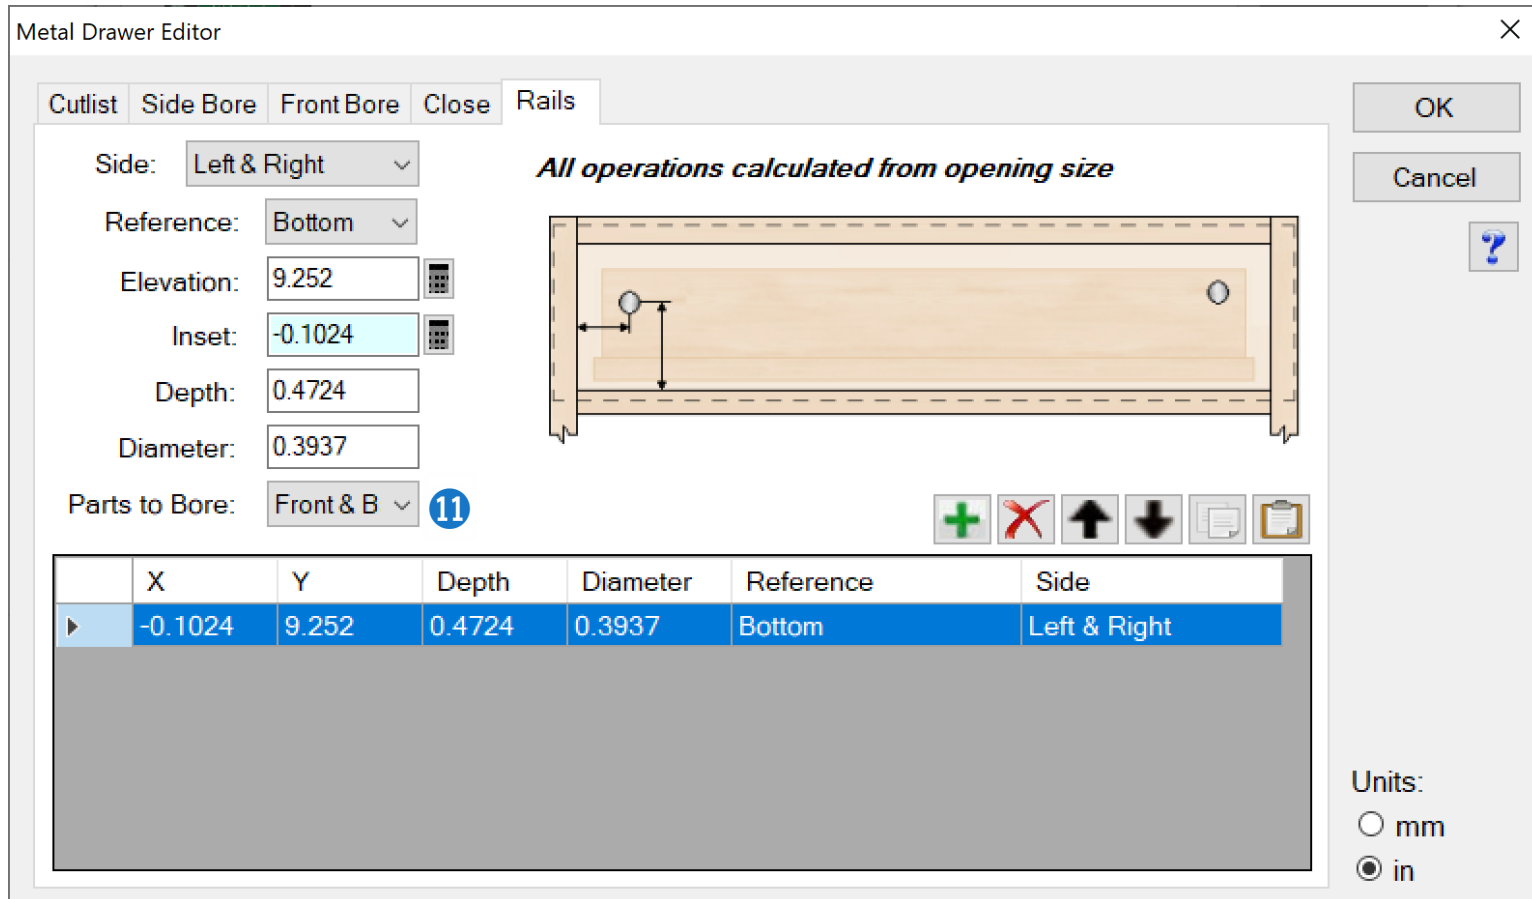 Metal Drawer Editor
Cutlist Side Bore Front Bore Close Rails
OK
Cancel
Side: Left & Right
All operations calculated from opening size
Reference: Bottom
Elevation: 9.252
Inset: -0.1024
Depth: 0.4724
Diameter: 0.3937
Parts to Bore: Front & B 11
X Y Depth Diameter Reference Side
-0.1024 9.252 0.4724 0.3937 Bottom Left & Right
Units:
mm
in